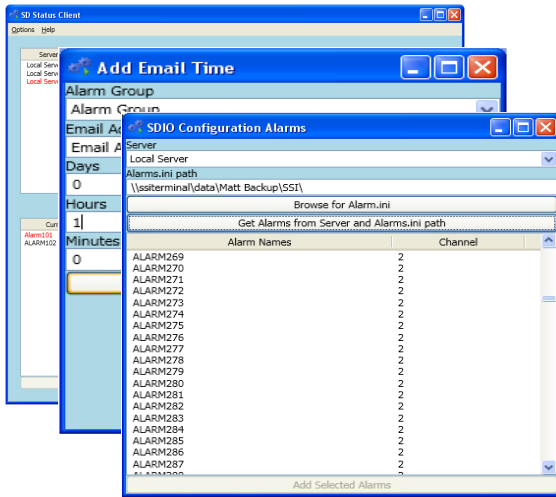 SD Status Client
Options Help
Server
Local Serv
Local Serv
Local Serv
Curr
Alarm101
ALARM102
Add Email Time
Alarm Group
Alarm Group
Email Ad
Email A
Days
0
Hours
1
Minutes
0
SDIO Configuration Alarms
Server
Local Server
Alarms.ini path
\\ssiterminal\data\Matt Backup\SSI\
Browse for Alarm.ini
Get Alarms from Server and Alarms.ini path
Alarm Names Channel
ALARM269 2
ALARM270 2
ALARM271 2
ALARM272 2
ALARM273 2
ALARM274 2
ALARM275 2
ALARM276 2
ALARM277 2
ALARM278 2
ALARM279 2
ALARM280 2
ALARM281 2
ALARM282 2
ALARM283 2
ALARM284 2
ALARM285 2
ALARM286 2
ALARM287 2
ALARM288 2
Add Selected Alarms